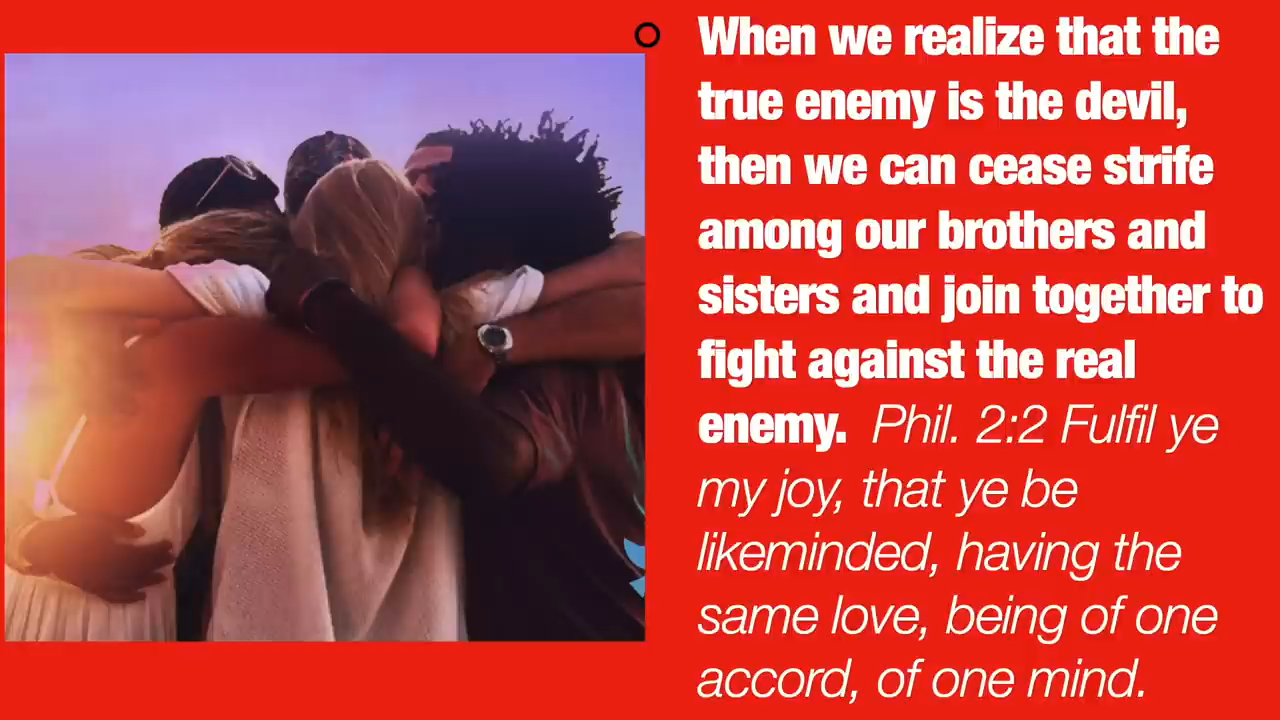 When we realize that the
true enemy is the devil,
then we can cease strife
among our brothers and
sisters and join together to
fight against the real
enemy. Phil. 2:2 Fulfil ye
my joy, that ye be
likeminded, having the
same love, being of one
accord, of one mind.